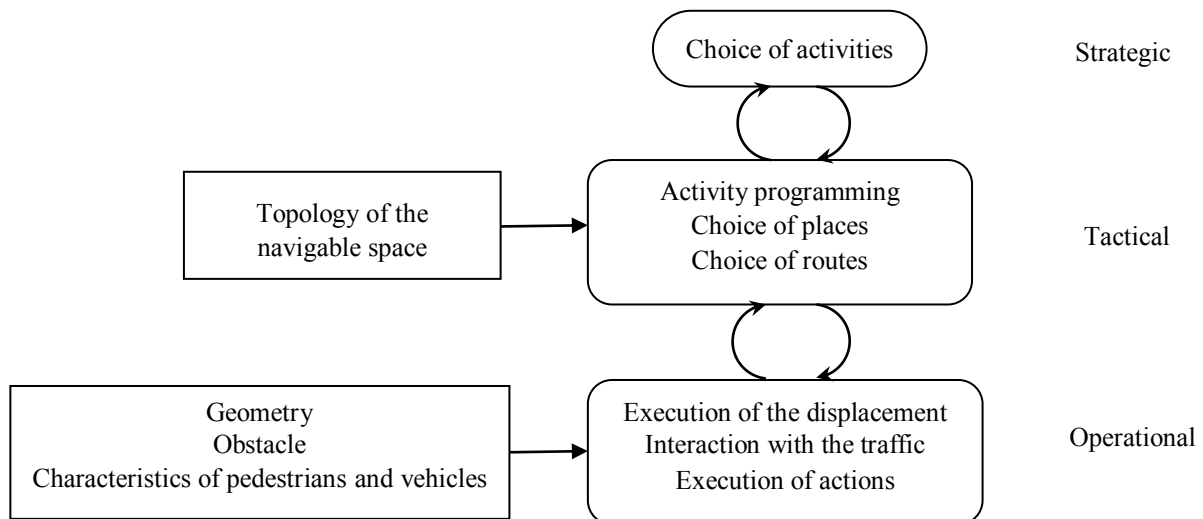 Choice of activities
Strategic
Topology of the
navigable space
Activity programming
Choice of places
Choice of routes
Tactical
Geometry
Obstacle
Characteristics of pedestrians and vehicles
Execution of the displacement
Interaction with the traffic
Execution of actions
Operational